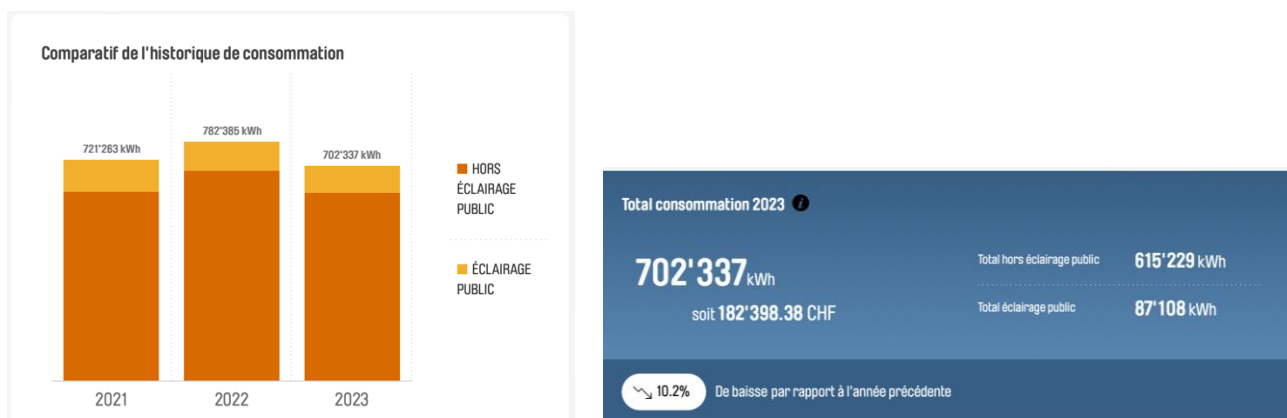 Comparatif de l'historique de consommation
721'263 kWh
782'385 kWh
702'337 kWh
HORS
ÉCLAIRAGE
PUBLIC
ÉCLAIRAGE
PUBLIC
2021
2022
2023
Total consommation 2023 i
702'337 kWh
soit 182'398.38 CHF
Total hors éclairage public 615'229 kWh
Total éclairage public 87'108 kWh
10.2% De baisse par rapport à l'année précédente